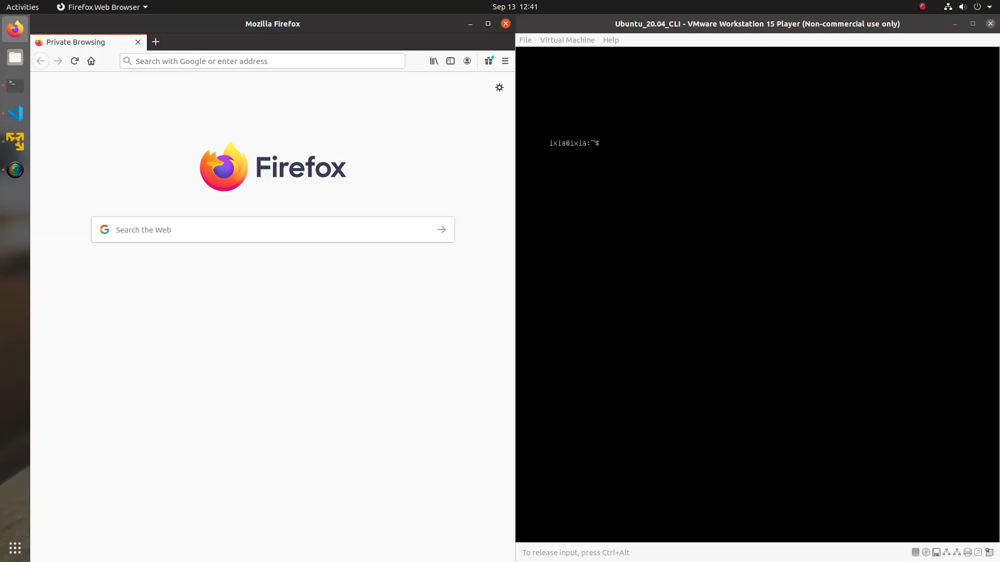 Activities
Firefox Web Browser
Sep 13 12:41
Mozilla Firefox
Private Browsing
Search with Google or enter address
Firefox
Search the Web
Ubuntu_20.04_CLI - VMware Workstation 15 Player (Non-commercial use only)
File Virtual Machine Help
ixia@ixia:~$
To release input, press Ctrl+Alt